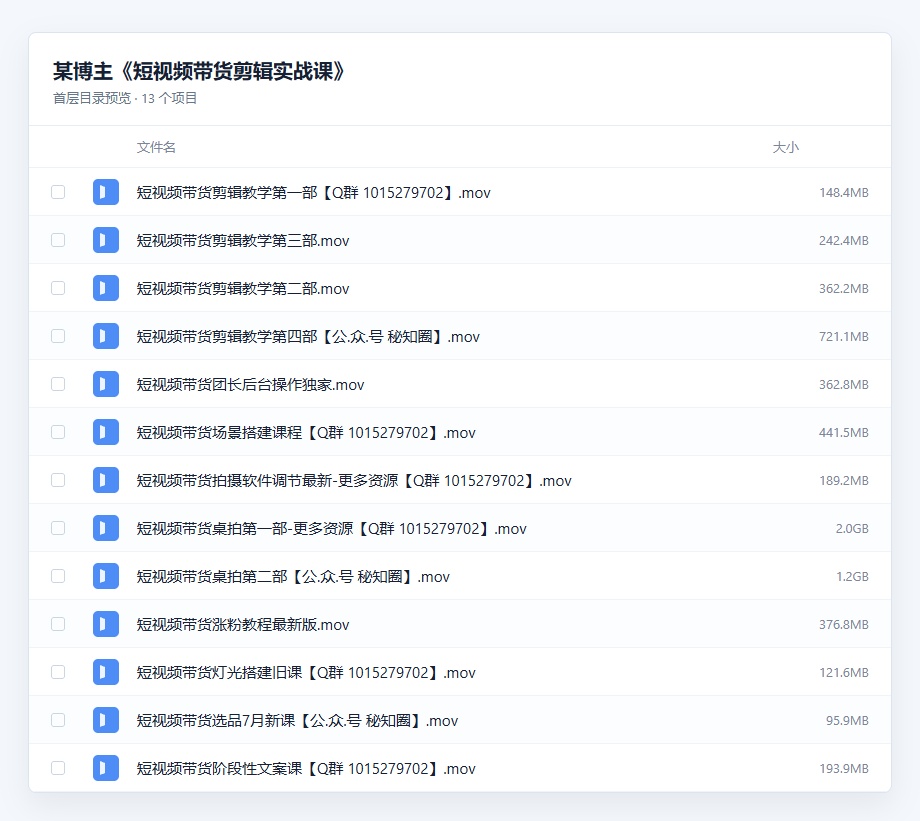 某博主《短视频带货剪辑实战课》
首层目录预览 · 13 个项目
文件名 大小
短视频带货剪辑教学第一部【Q群 1015279702】.mov 148.4MB
短视频带货剪辑教学第三部.mov 242.4MB
短视频带货剪辑教学第二部.mov 362.2MB
短视频带货剪辑教学第四部【公.众.号 秘知圈】.mov 721.1MB
短视频带货团长后台操作独家.mov 362.8MB
短视频带货场景搭建课程【Q群 1015279702】.mov 441.5MB
短视频带货拍摄软件调节最新-更多资源【Q群 1015279702】.mov 189.2MB
短视频带货桌拍第一部-更多资源【Q群 1015279702】.mov 2.0GB
短视频带货桌拍第二部【公.众.号 秘知圈】.mov 1.2GB
短视频带货涨粉教程最新版.mov 376.8MB
短视频带货灯光搭建旧课【Q群 1015279702】.mov 121.6MB
短视频带货选品7月新课【公.众.号 秘知圈】.mov 95.9MB
短视频带货阶段性文案课【Q群 1015279702】.mov 193.9MB